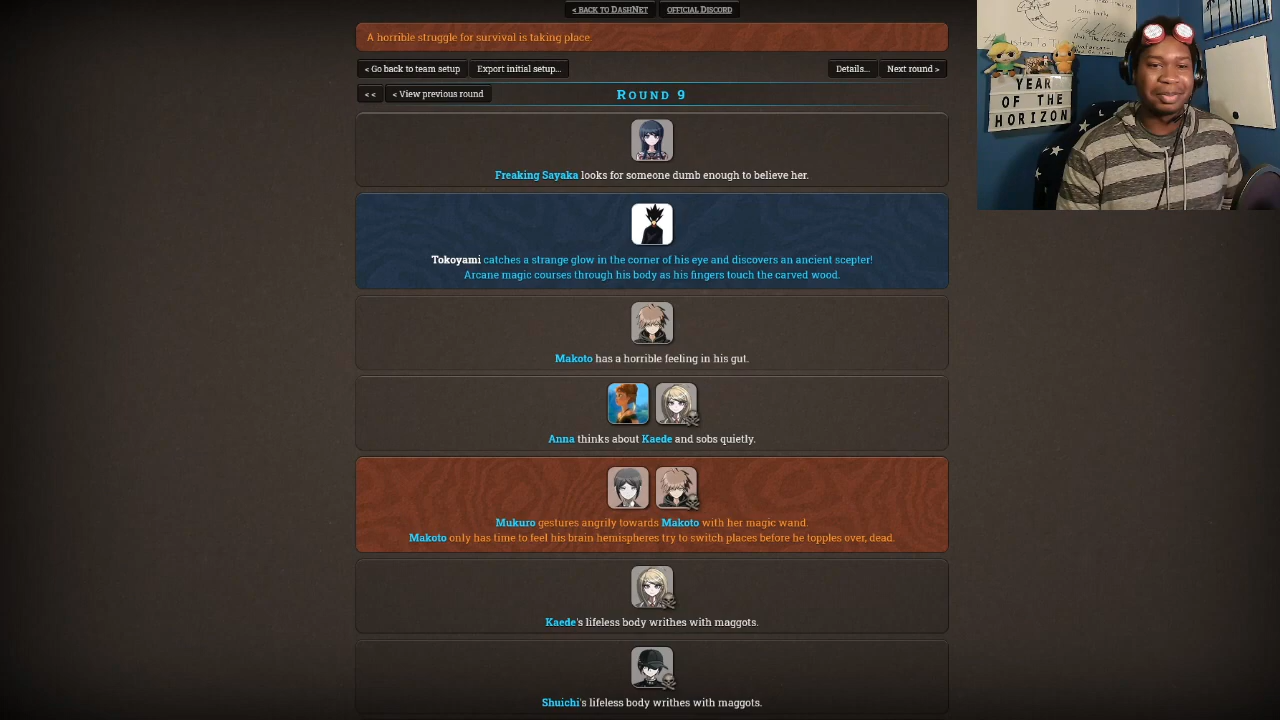 < BACK TO DASHNET
OFFICIAL DISCORD
A horrible struggle for survival is taking place.
< Go back to team setup
Export initial setup...
Details...
Next round >
< <
< View previous round
ROUND 9
Freaking Sayaka looks for someone dumb enough to believe her.
Tokoyami catches a strange glow in the corner of his eye and discovers an ancient scepter!
Arcane magic courses through his body as his fingers touch the carved wood.
Makoto has a horrible feeling in his gut.
Anna thinks about Kaede and sobs quietly.
Mukuro gestures angrily towards Makoto with her magic wand.
Makoto only has time to feel his brain hemispheres try to switch places before he topples over, dead.
Kaede's lifeless body writhes with maggots.
Shuichi's lifeless body writhes with maggots.
YEAR
OF THE
HORIZON